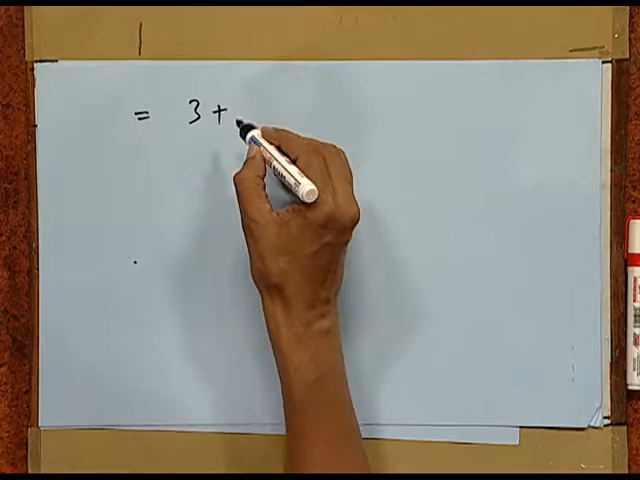 = 3 +